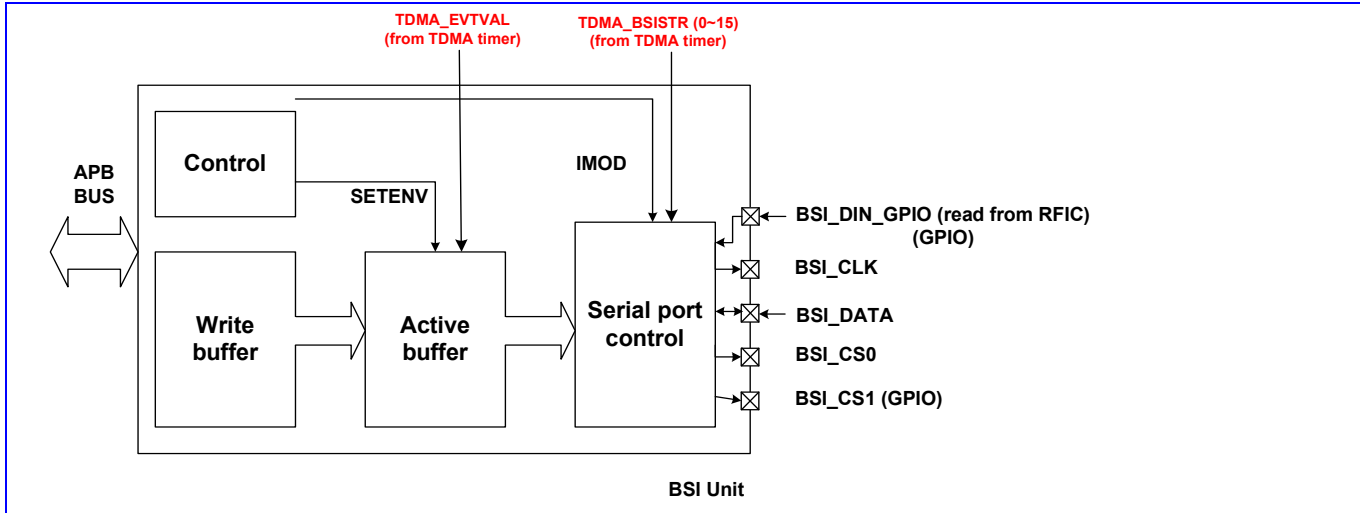 TDMA_EVTVAL
(from TDMA timer)
TDMA_BSISTR (0~15)
(from TDMA timer)
Control
APB
BUS
SETENV
IMOD
BSI_DIN_GPIO (read from RFIC)
(GPIO)
BSI_CLK
Write
buffer
Active
buffer
Serial port
control
BSI_DATA
BSI_CS0
BSI_CS1 (GPIO)
BSI Unit